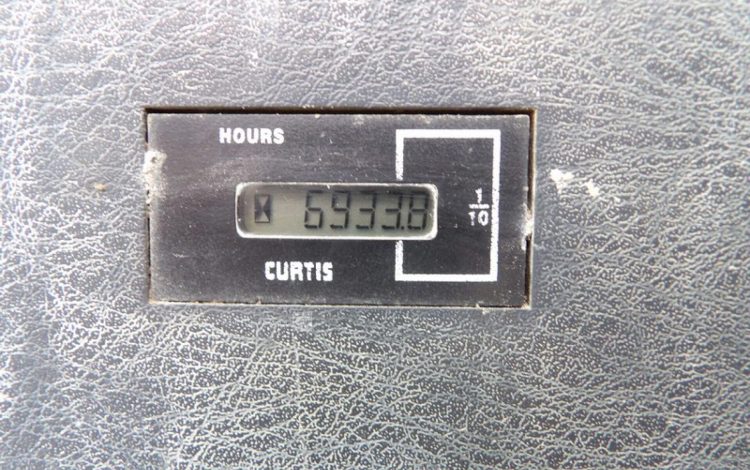 HOURS
6933.8
1/10
CURTIS